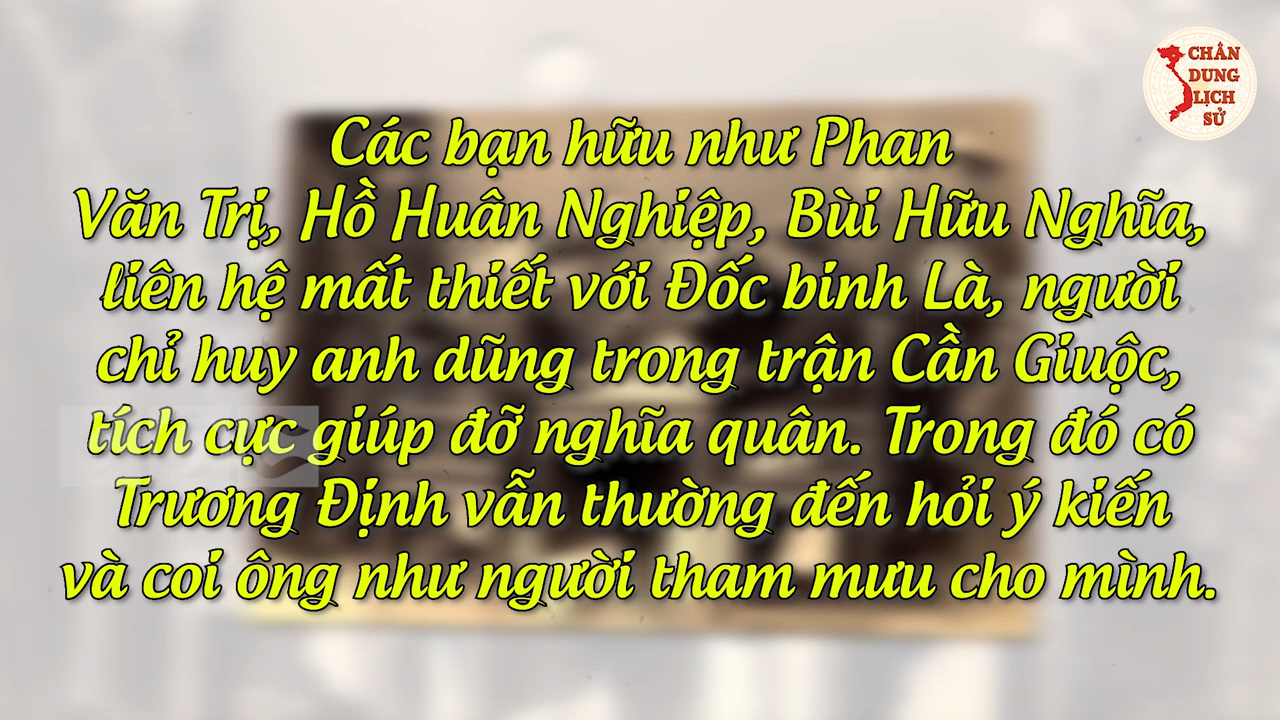 CHÂN
DUNG
LỊCH
SỬ
Các bạn hữu như Phan
Văn Trị, Hồ Huân Nghiệp, Bùi Hữu Nghĩa,
liên hệ mất thiết với Đốc binh Là, người
chỉ huy anh dũng trong trận Cần Giuộc,
tích cực giúp đỡ nghĩa quân. Trong đó có
Trương Định vẫn thường đến hỏi ý kiến
và coi ông như người tham mưu cho mình.